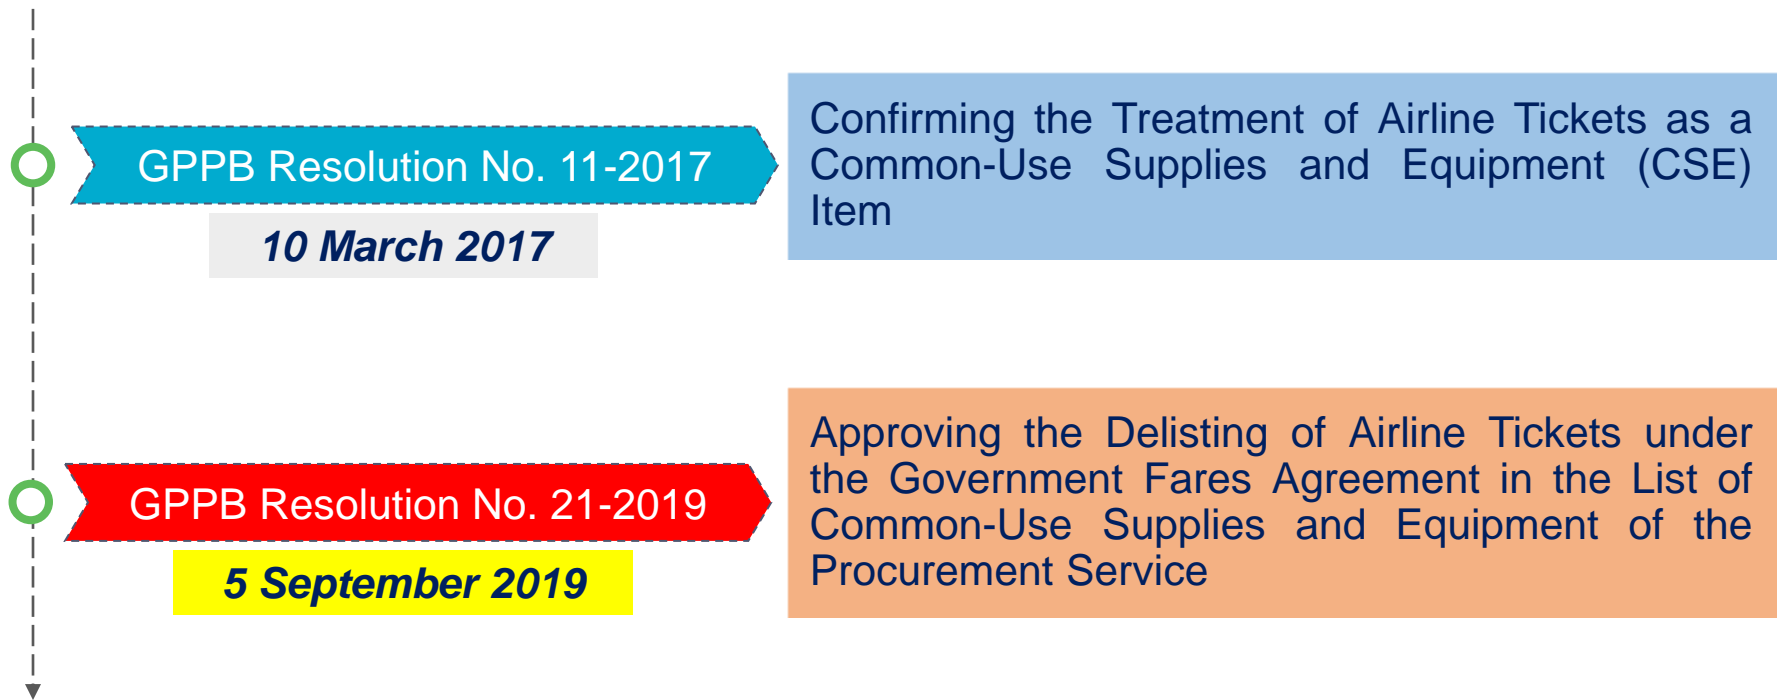 GPPB Resolution No. 11-2017
10 March 2017
Confirming the Treatment of Airline Tickets as a
Common-Use Supplies and Equipment (CSE)
Item
GPPB Resolution No. 21-2019
5 September 2019
Approving the Delisting of Airline Tickets under
the Government Fares Agreement in the List of
Common-Use Supplies and Equipment of the
Procurement Service